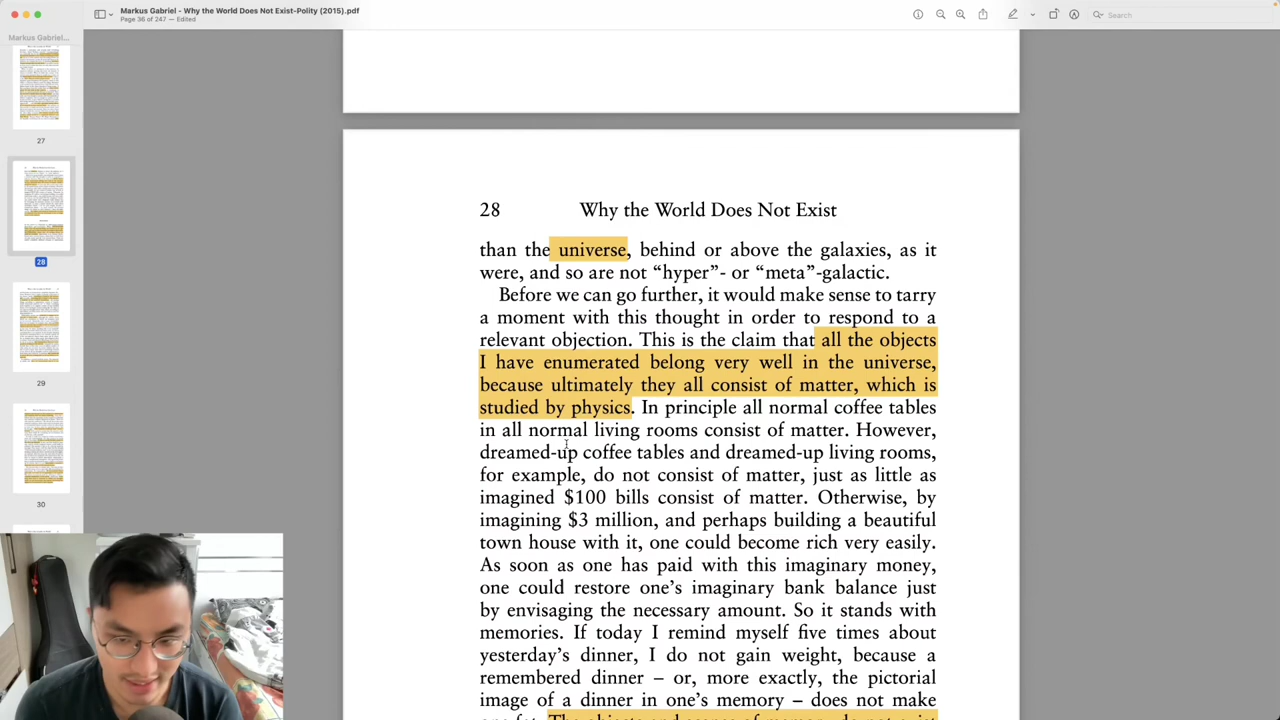 Markus Gabriel - Why the World Does Not Exist-Polity (2015).pdf
Page 36 of 247 — Edited
Search
Markus Gabriel...
27
28
29
30
28 Why the World Does Not Exist
than the universe, behind or above the galaxies, as it
were, and so are not “hyper”- or “meta”-galactic.
Before we can go further, it would make sense to tarry
a moment with this thought in order to respond to a
relevant objection. This is the claim that all the objects
I have enumerated belong very well in the universe,
because ultimately they all consist of matter, which is
studied by physics. In principle all normal coffee tables
in all normal living rooms consist of matter. However,
dreamed-up coffee tables and dreamed-up living rooms,
for example, do not consist of matter, just as little as
imagined $100 bills consist of matter. Otherwise, by
imagining $3 million, and perhaps building a beautiful
town house with it, one could become rich very easily.
As soon as one has paid with this imaginary money,
one could restore one’s imaginary bank balance just
by envisaging the necessary amount. So it stands with
memories. If today I remind myself five times about
yesterday’s dinner, I do not gain weight, because a
remembered dinner – or, more exactly, the pictorial
image of a dinner in one’s memory – does not make